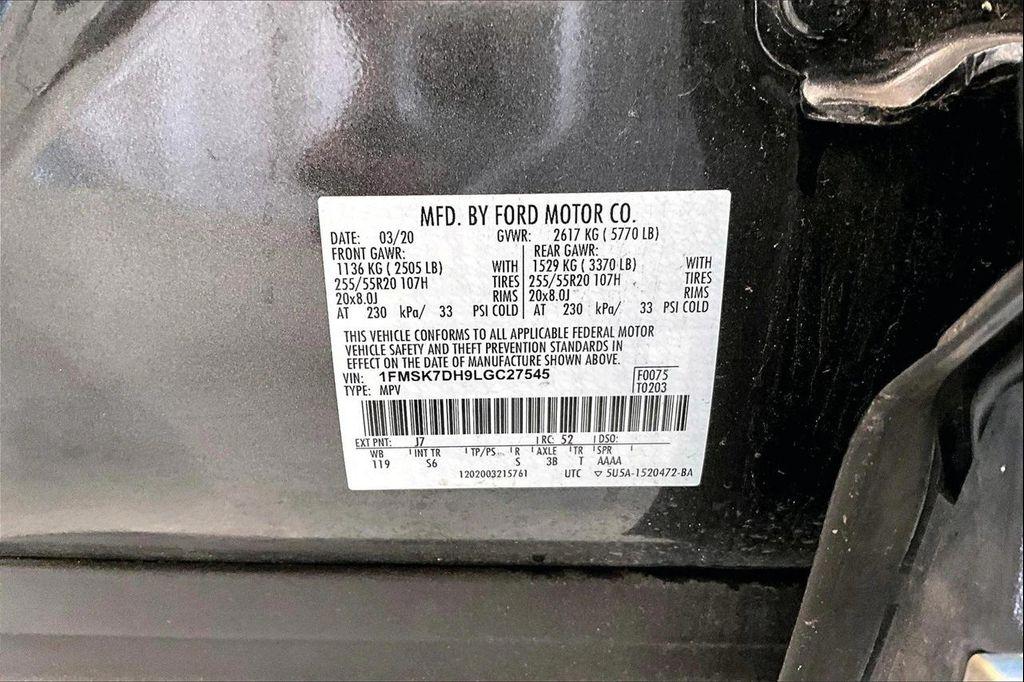 MFD. BY FORD MOTOR CO.
DATE: 03/20 GVWR: 2617 KG ( 5770 LB)
FRONT GAWR: REAR GAWR:
1136 KG ( 2505 LB) WITH 1529 KG ( 3370 LB) WITH
255/55R20 107H TIRES 255/55R20 107H TIRES
20x8.0J RIMS 20x8.0J RIMS
AT 230 kPa/ 33 PSI COLD AT 230 kPa/ 33 PSI COLD
THIS VEHICLE CONFORMS TO ALL APPLICABLE FEDERAL MOTOR
VEHICLE SAFETY AND THEFT PREVENTION STANDARDS IN
EFFECT ON THE DATE OF MANUFACTURE SHOWN ABOVE.
VIN: 1FMSK7DH9LGC27545 F0075
TYPE: MPV T0203
EXT PNT: J7 RC: 52 DSO:
WB INT TR TP/PS R AXLE TR SPR
119 S6 S 3B T AAAA
1202003215761 UTC ▽ 5U5A-1520472-BA